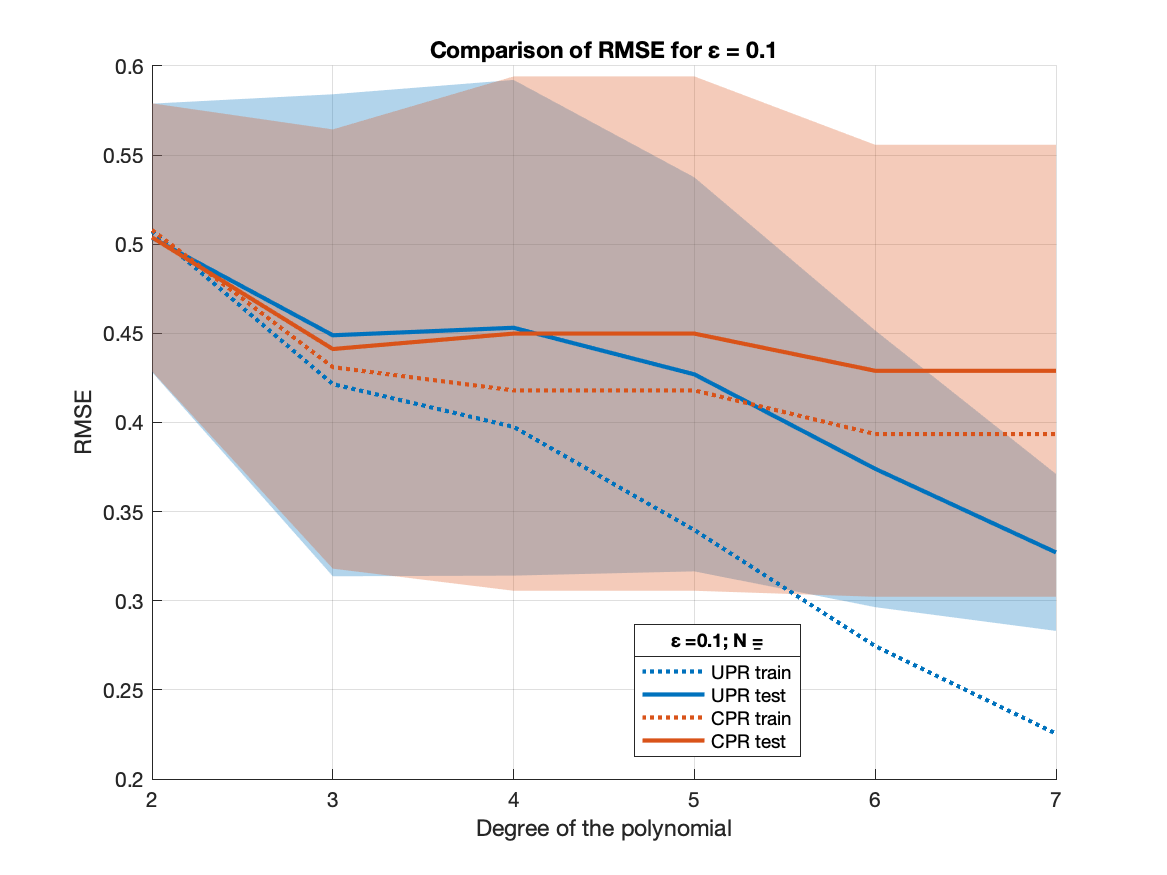 Comparison of RMSE for ε = 0.1
0.6
0.55
0.5
0.45
0.4
0.35
0.3
0.25
0.2
RMSE
2 3 4 5 6 7
Degree of the polynomial
ε =0.1; N =
UPR train
UPR test
CPR train
CPR test